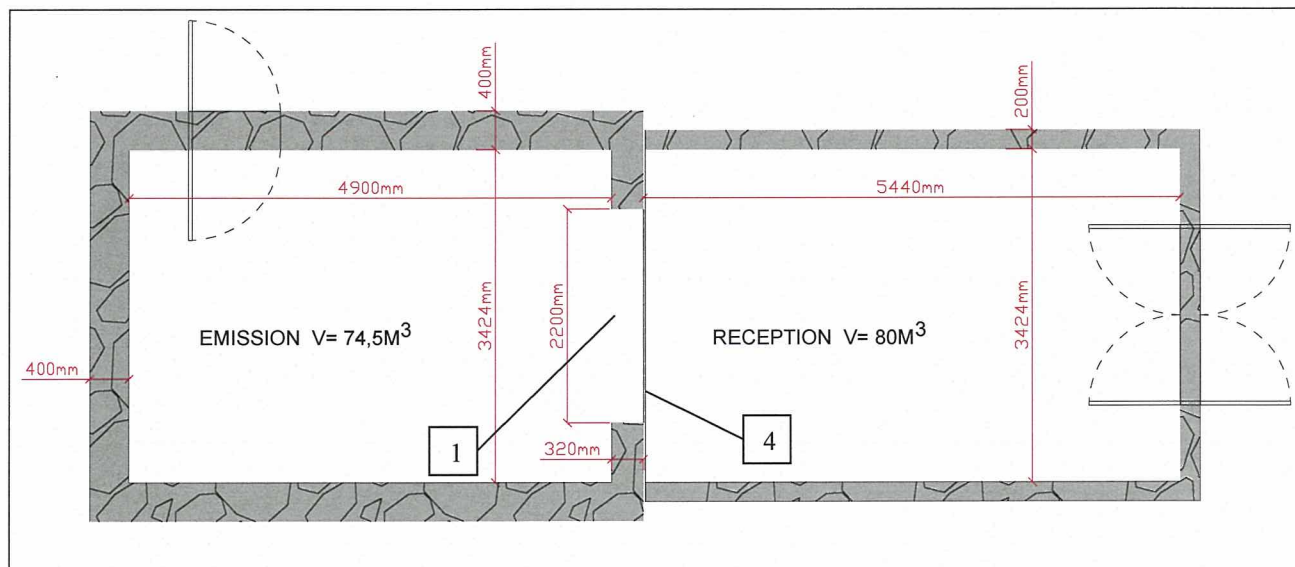 400mm
200mm
4900mm
5440mm
EMISSION V= 74,5M³
2200mm
3424mm
RECEPTION V= 80M³
3424mm
400mm
1
320mm
4